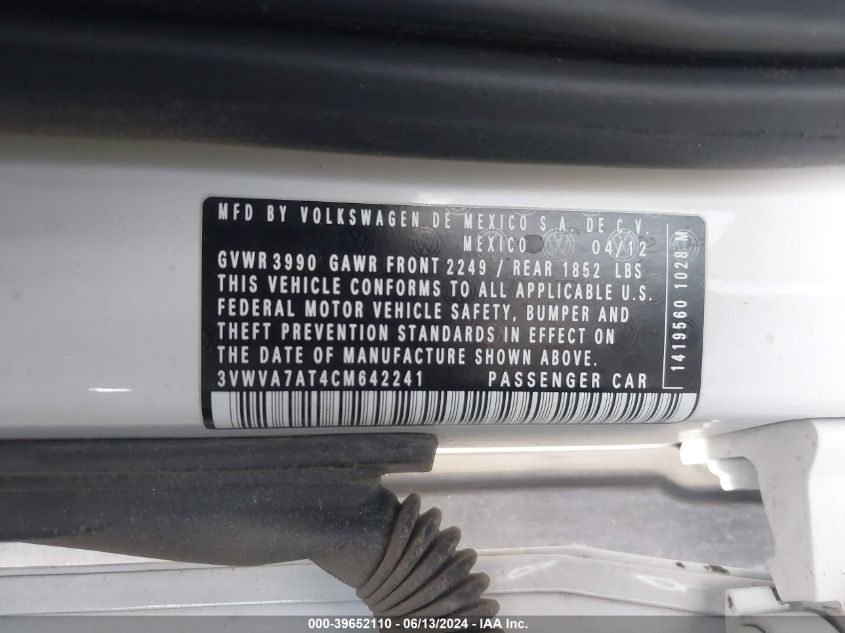 MFD BY VOLKSWAGEN DE MEXICO S.A. DE C.V.
MEXICO 04/12
GVWR 3990 GAWR FRONT 2249 / REAR 1852 LBS
THIS VEHICLE CONFORMS TO ALL APPLICABLE U.S.
FEDERAL MOTOR VEHICLE SAFETY, BUMPER AND
THEFT PREVENTION STANDARDS IN EFFECT ON
THE DATE OF MANUFACTURE SHOWN ABOVE.
3VWVA7AT4CM642241 PASSENGER CAR
1419560 1028 M
000-39652110 - 06/13/2024 - IAAI.COM